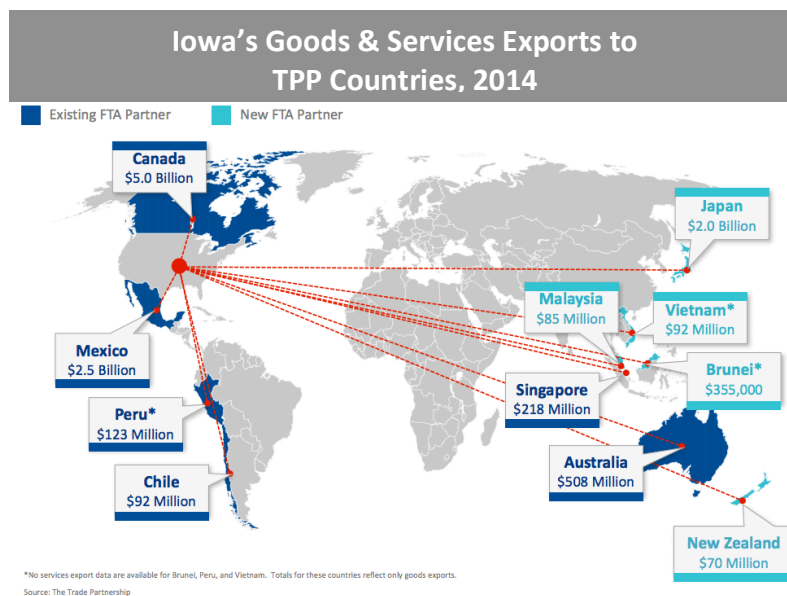 Iowa's Goods & Services Exports to
TPP Countries, 2014
Existing FTA Partner
New FTA Partner
Canada
$5.0 Billion
Japan
$2.0 Billion
Malaysia
$85 Million
Vietnam*
$92 Million
Mexico
$2.5 Billion
Brunei*
$355,000
Singapore
$218 Million
Peru*
$123 Million
Australia
$508 Million
Chile
$92 Million
New Zealand
$70 Million
*No services export data are available for Brunei, Peru, and Vietnam. Totals for these countries reflect only goods exports.
Source: The Trade Partnership